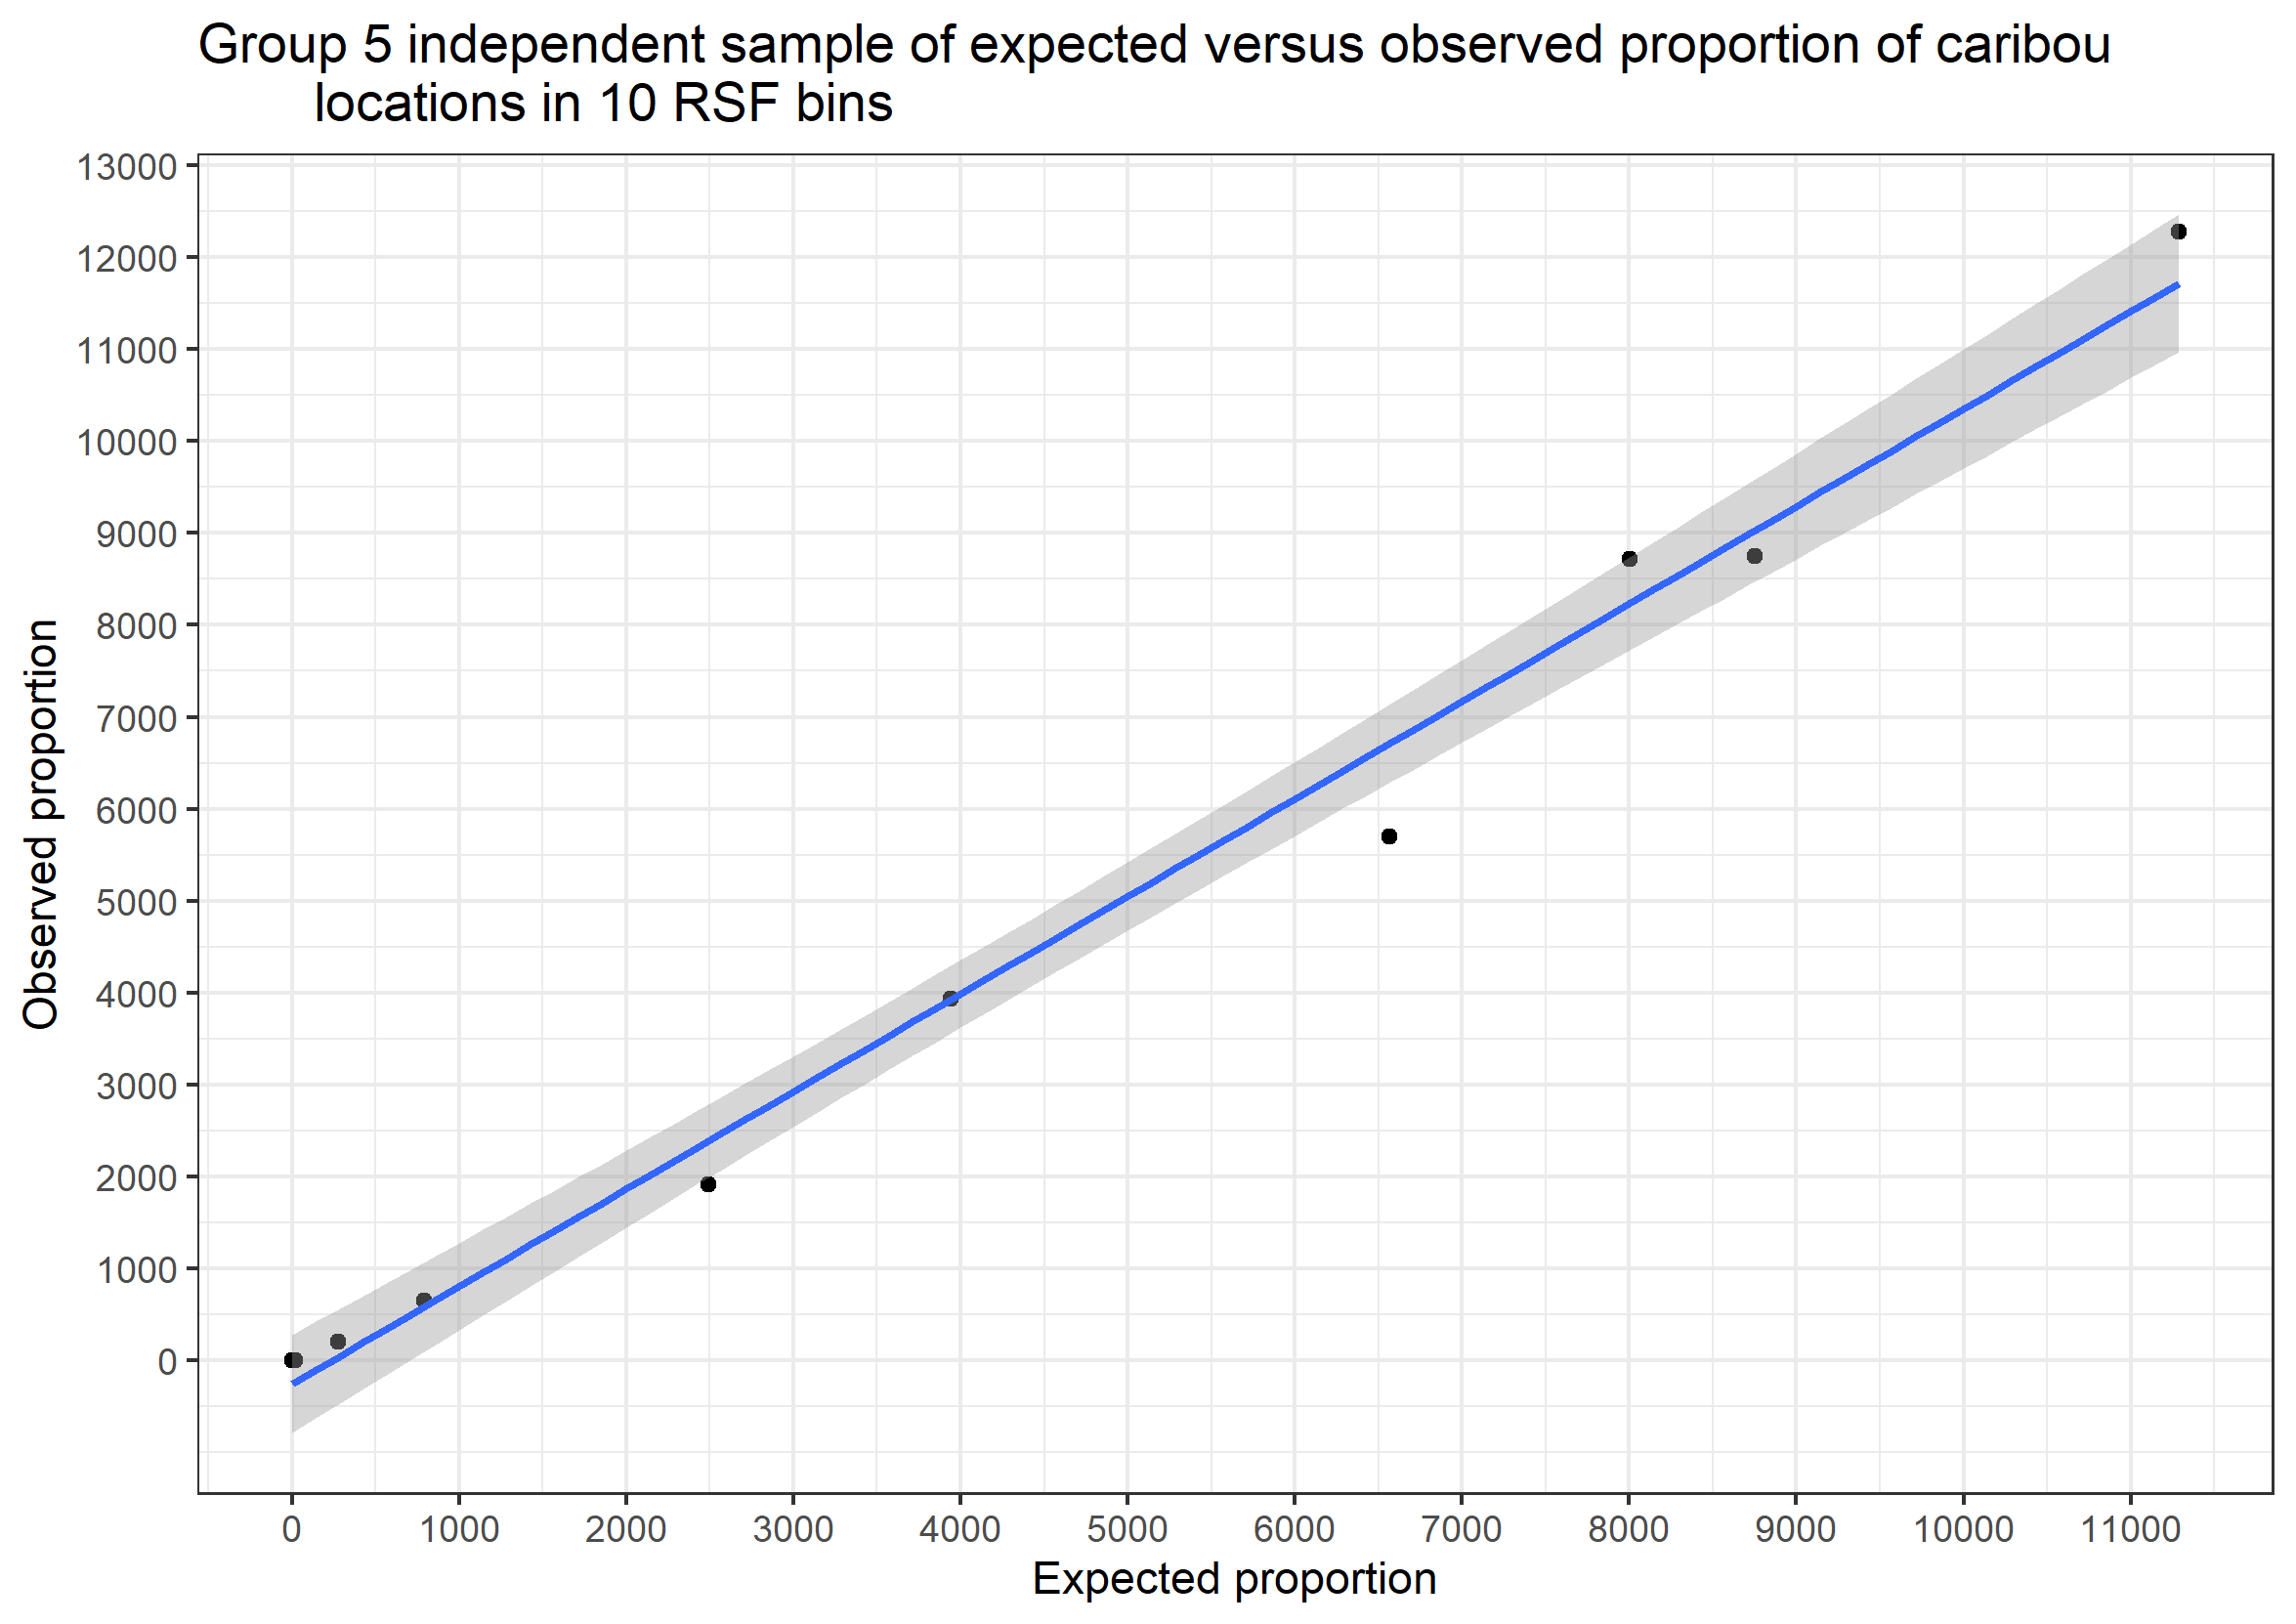 Group 5 independent sample of expected versus observed proportion of caribou
locations in 10 RSF bins
13000
12000
11000
10000
9000
8000
7000
6000
5000
4000
3000
2000
1000
0
Observed proportion
0 1000 2000 3000 4000 5000 6000 7000 8000 9000 10000 11000
Expected proportion